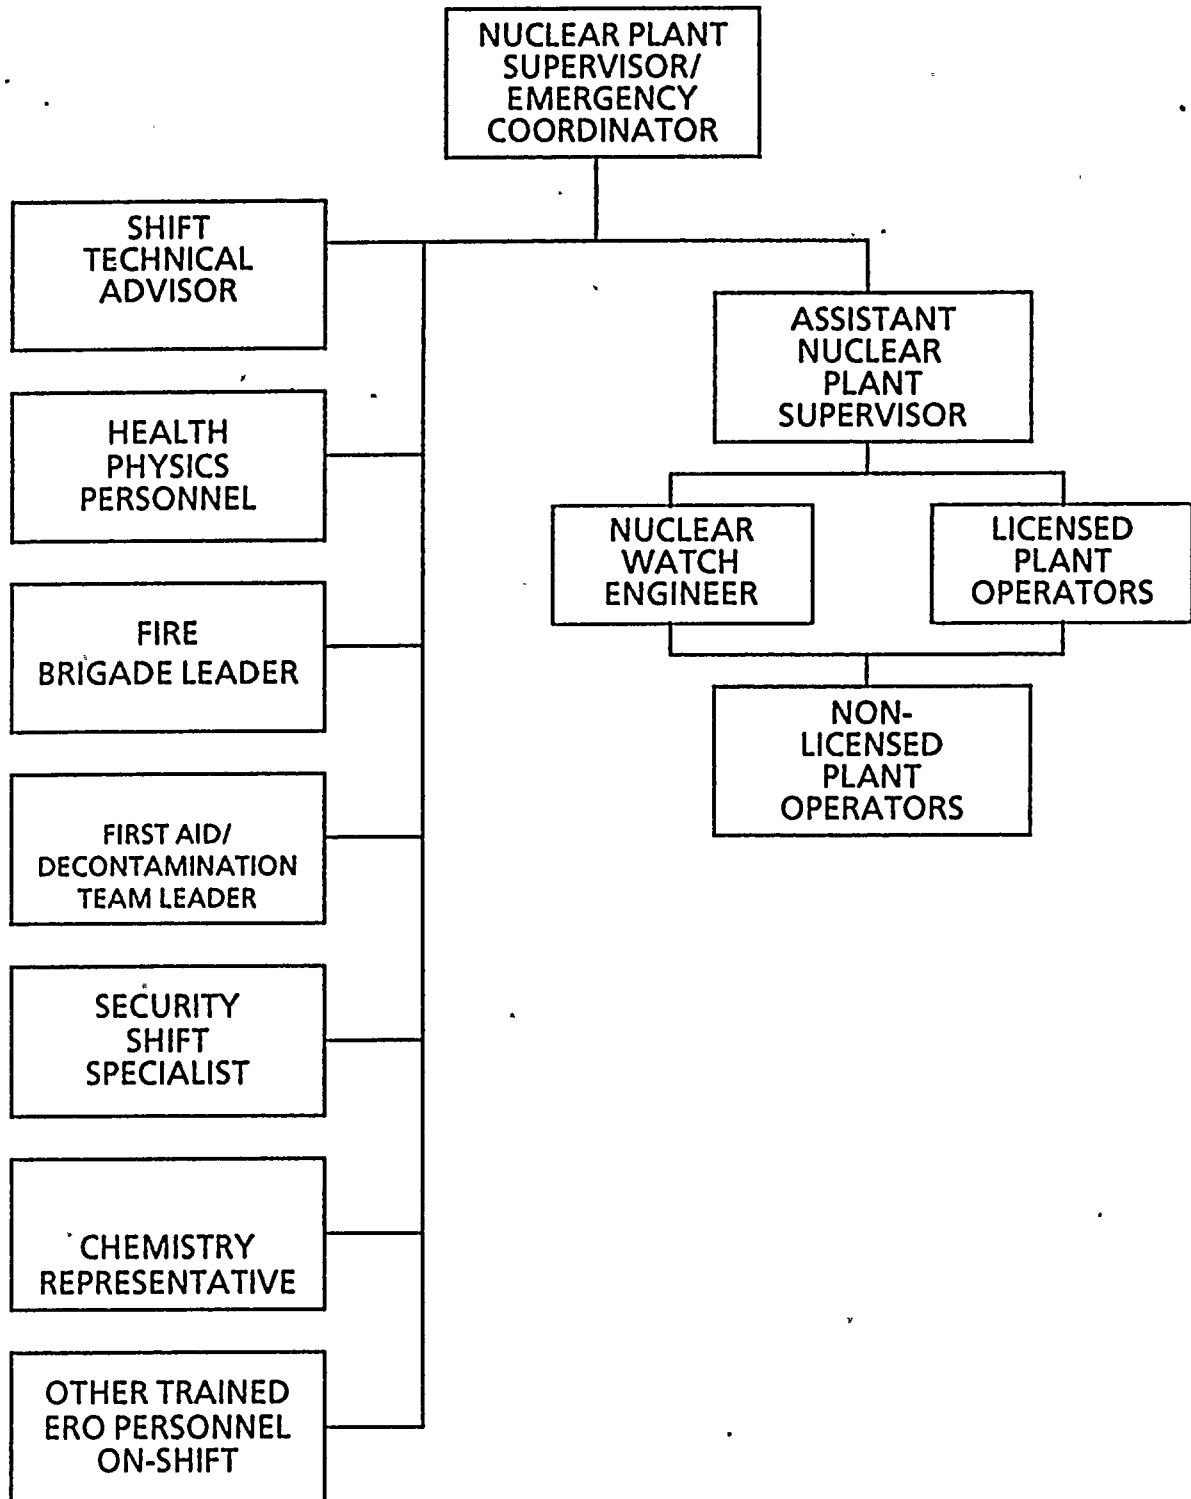 NUCLEAR PLANT
SUPERVISOR/
EMERGENCY
COORDINATOR
SHIFT
TECHNICAL
ADVISOR
ASSISTANT
NUCLEAR
PLANT
SUPERVISOR
HEALTH
PHYSICS
PERSONNEL
NUCLEAR
WATCH
ENGINEER
LICENSED
PLANT
OPERATORS
FIRE
BRIGADE LEADER
NON-
LICENSED
PLANT
OPERATORS
FIRST AID/
DECONTAMINATION
TEAM LEADER
SECURITY
SHIFT
SPECIALIST
CHEMISTRY
REPRESENTATIVE
OTHER TRAINED
ERO PERSONNEL
ON-SHIFT